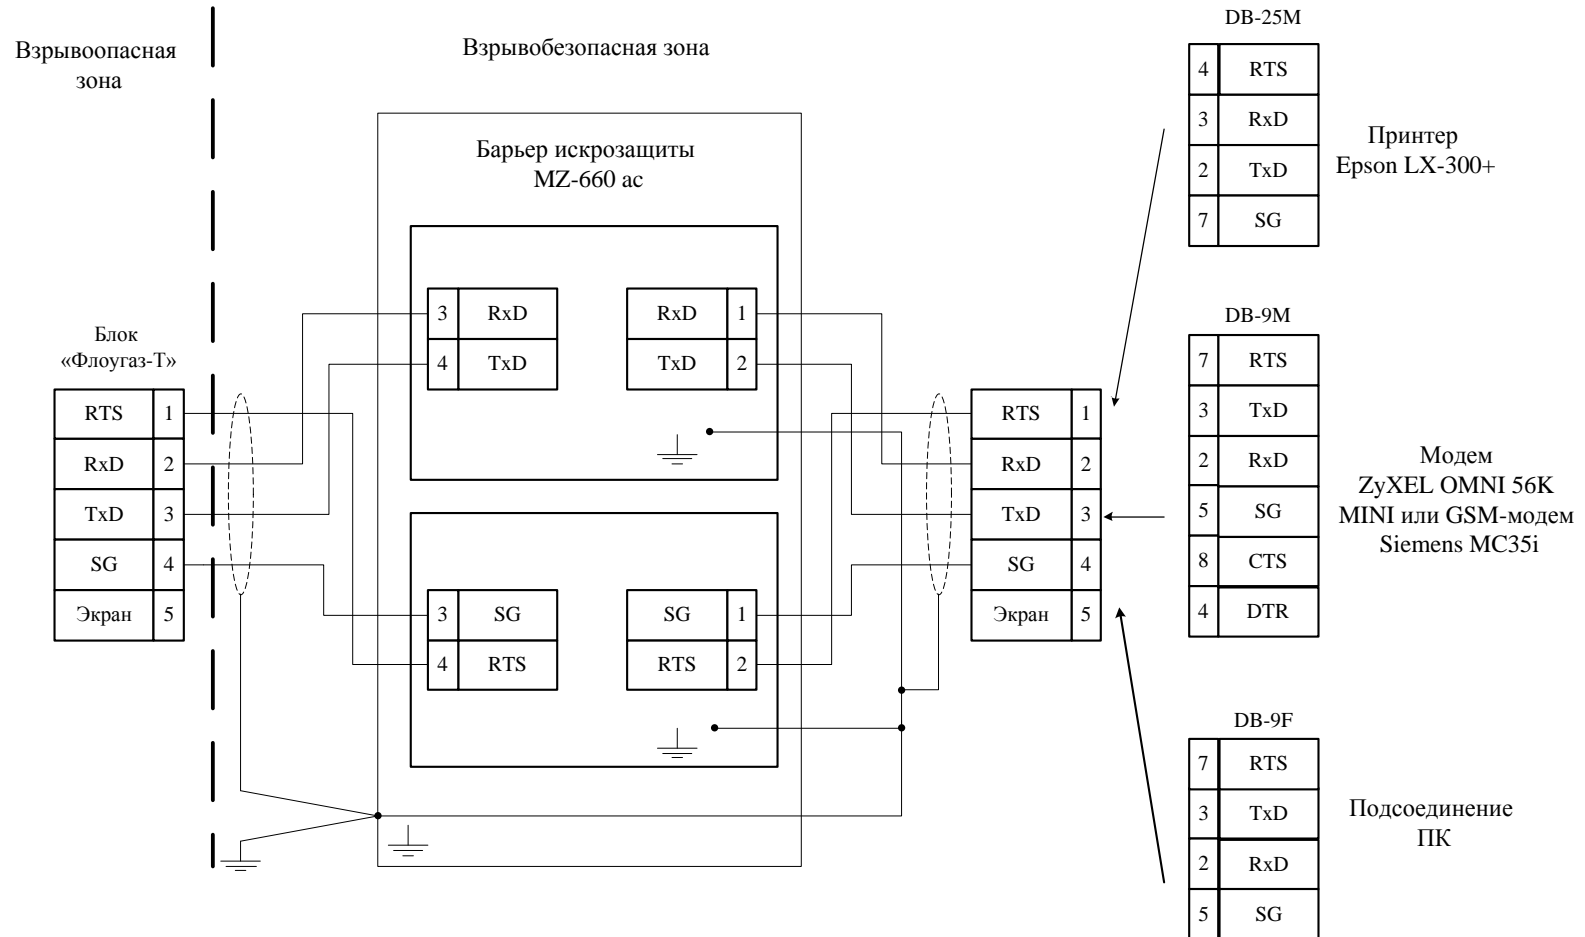 Взрывоопасная
зона
Взрывобезопасная зона
Барьер искрозащиты
MZ-660 ac
3 RxD
4 TxD
RxD 1
TxD 2
3 SG
4 RTS
SG 1
RTS 2
Блок
«Флоугаз-Т»
RTS 1
RxD 2
TxD 3
SG 4
Экран 5
RTS 1
RxD 2
TxD 3
SG 4
Экран 5
DB-25M
4 RTS
3 RxD
2 TxD
7 SG
Принтер
Epson LX-300+
DB-9M
7 RTS
3 TxD
2 RxD
5 SG
8 CTS
4 DTR
Модем
ZyXEL OMNI 56K
MINI или GSM-модем
Siemens MC35i
DB-9F
7 RTS
3 TxD
2 RxD
5 SG
Подсоединение
ПК